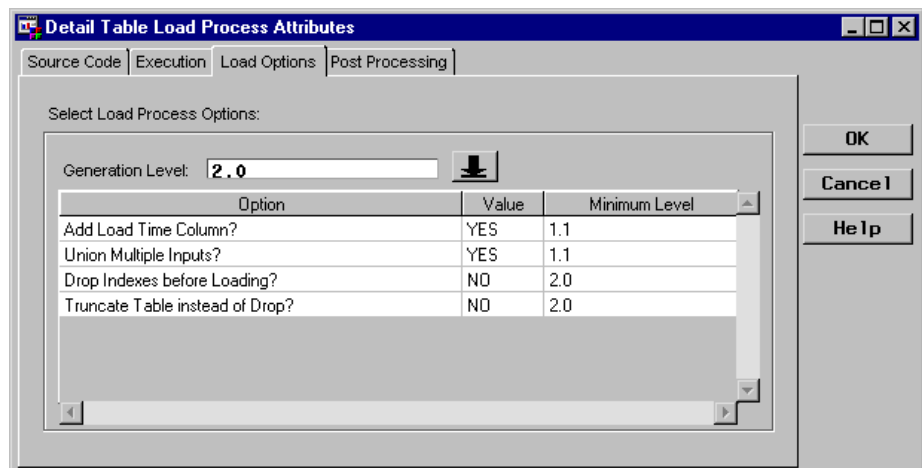 Detail Table Load Process Attributes
Source Code Execution Load Options Post Processing
Select Load Process Options:
OK
Generation Level: 2.0
Cancel
Option Value Minimum Level
Help
Add Load Time Column? YES 1.1
Union Multiple Inputs? YES 1.1
Drop Indexes before Loading? NO 2.0
Truncate Table instead of Drop? NO 2.0